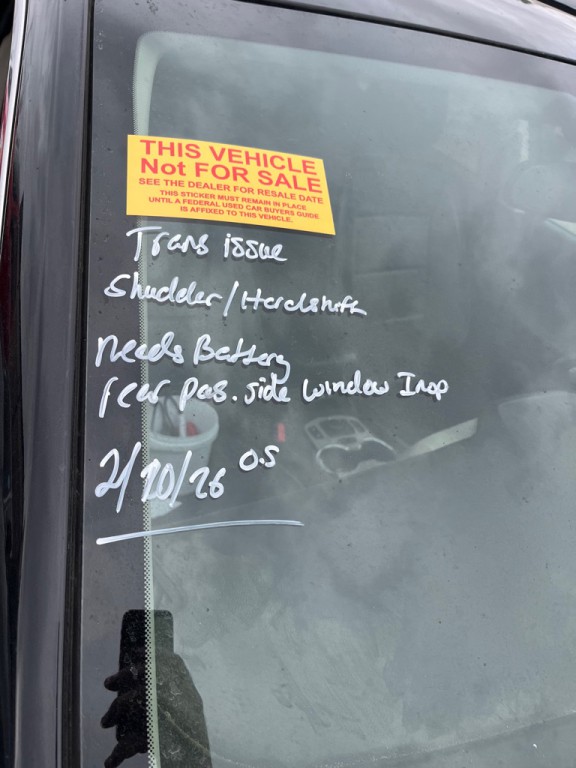 THIS VEHICLE
Not FOR SALE
SEE THE DEALER FOR RESALE DATE
THIS STICKER MUST REMAIN IN PLACE
UNTIL A FEDERAL USED CAR BUYERS GUIDE
IS AFFIXED TO THIS VEHICLE.
Trans issue
Shudder/Hardshift
needs Battery
rear pas. side window Inop
2/20/26 O.S